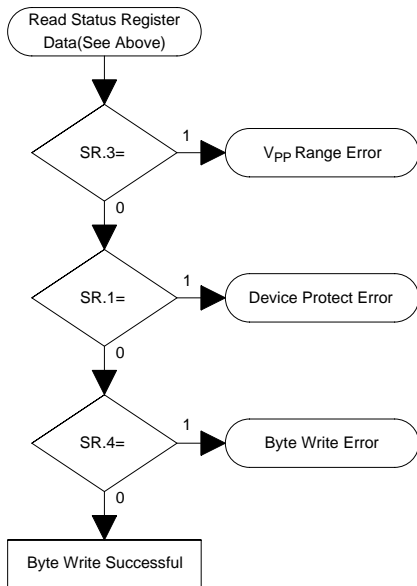 Read Status Register
Data(See Above)
SR.3=
1
VPP Range Error
0
SR.1=
1
Device Protect Error
0
SR.4=
1
Byte Write Error
0
Byte Write Successful